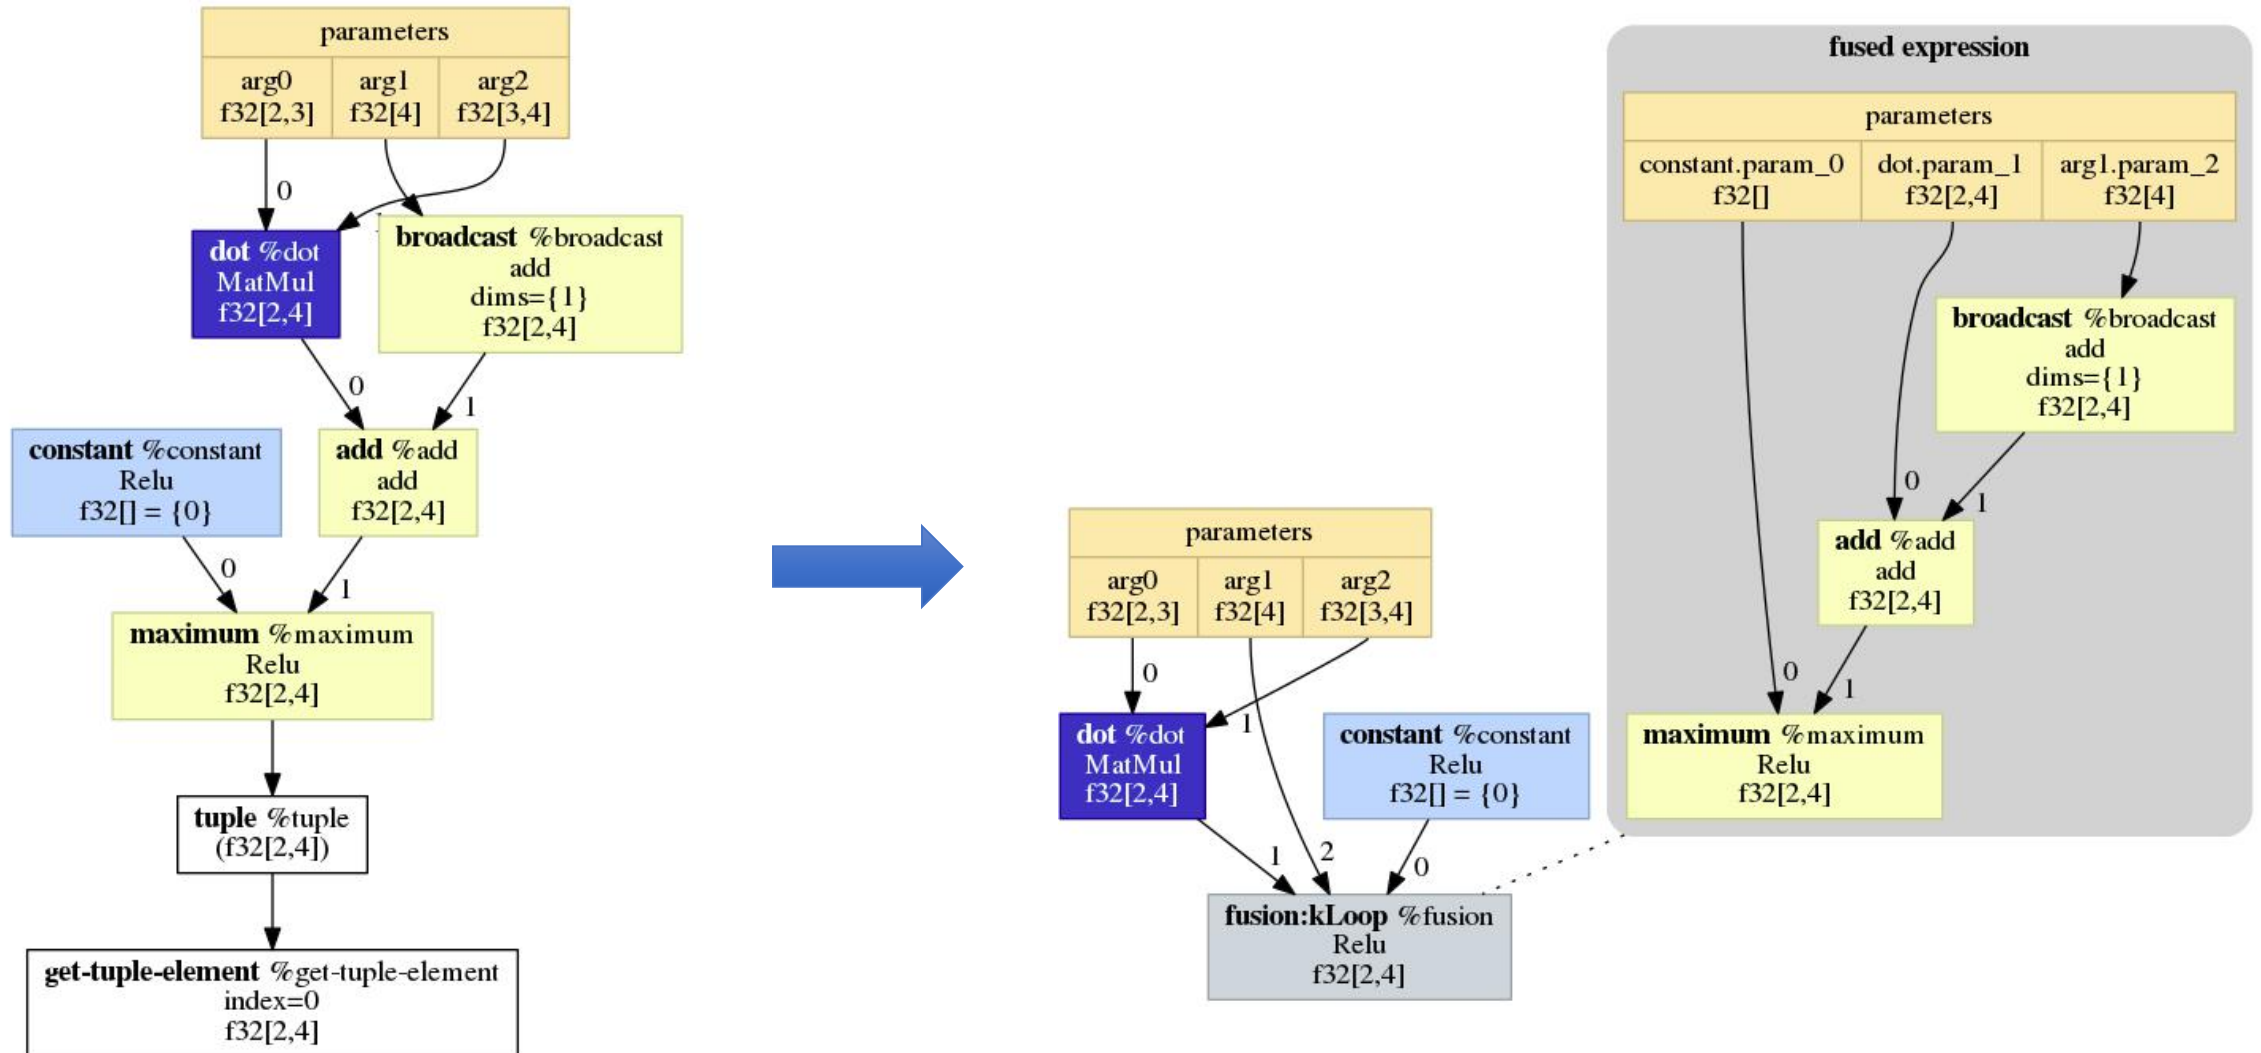 parameters
arg0 arg1 arg2
f32[2,3] f32[4] f32[3,4]
0
dot %dot
MatMul
f32[2,4]
broadcast %broadcast
add
dims={1}
f32[2,4]
0
1
constant %constant
Relu
f32[] = {0}
add %add
add
f32[2,4]
0
1
maximum %maximum
Relu
f32[2,4]
tuple %tuple
(f32[2,4])
get-tuple-element %get-tuple-element
index=0
f32[2,4]
parameters
arg0 arg1 arg2
f32[2,3] f32[4] f32[3,4]
0
1
dot %dot
MatMul
f32[2,4]
constant %constant
Relu
f32[] = {0}
1
2
0
fusion:kLoop %fusion
Relu
f32[2,4]
fused expression
parameters
constant.param_0 dot.param_1 arg1.param_2
f32[] f32[2,4] f32[4]
broadcast %broadcast
add
dims={1}
f32[2,4]
0
1
add %add
add
f32[2,4]
0
1
maximum %maximum
Relu
f32[2,4]